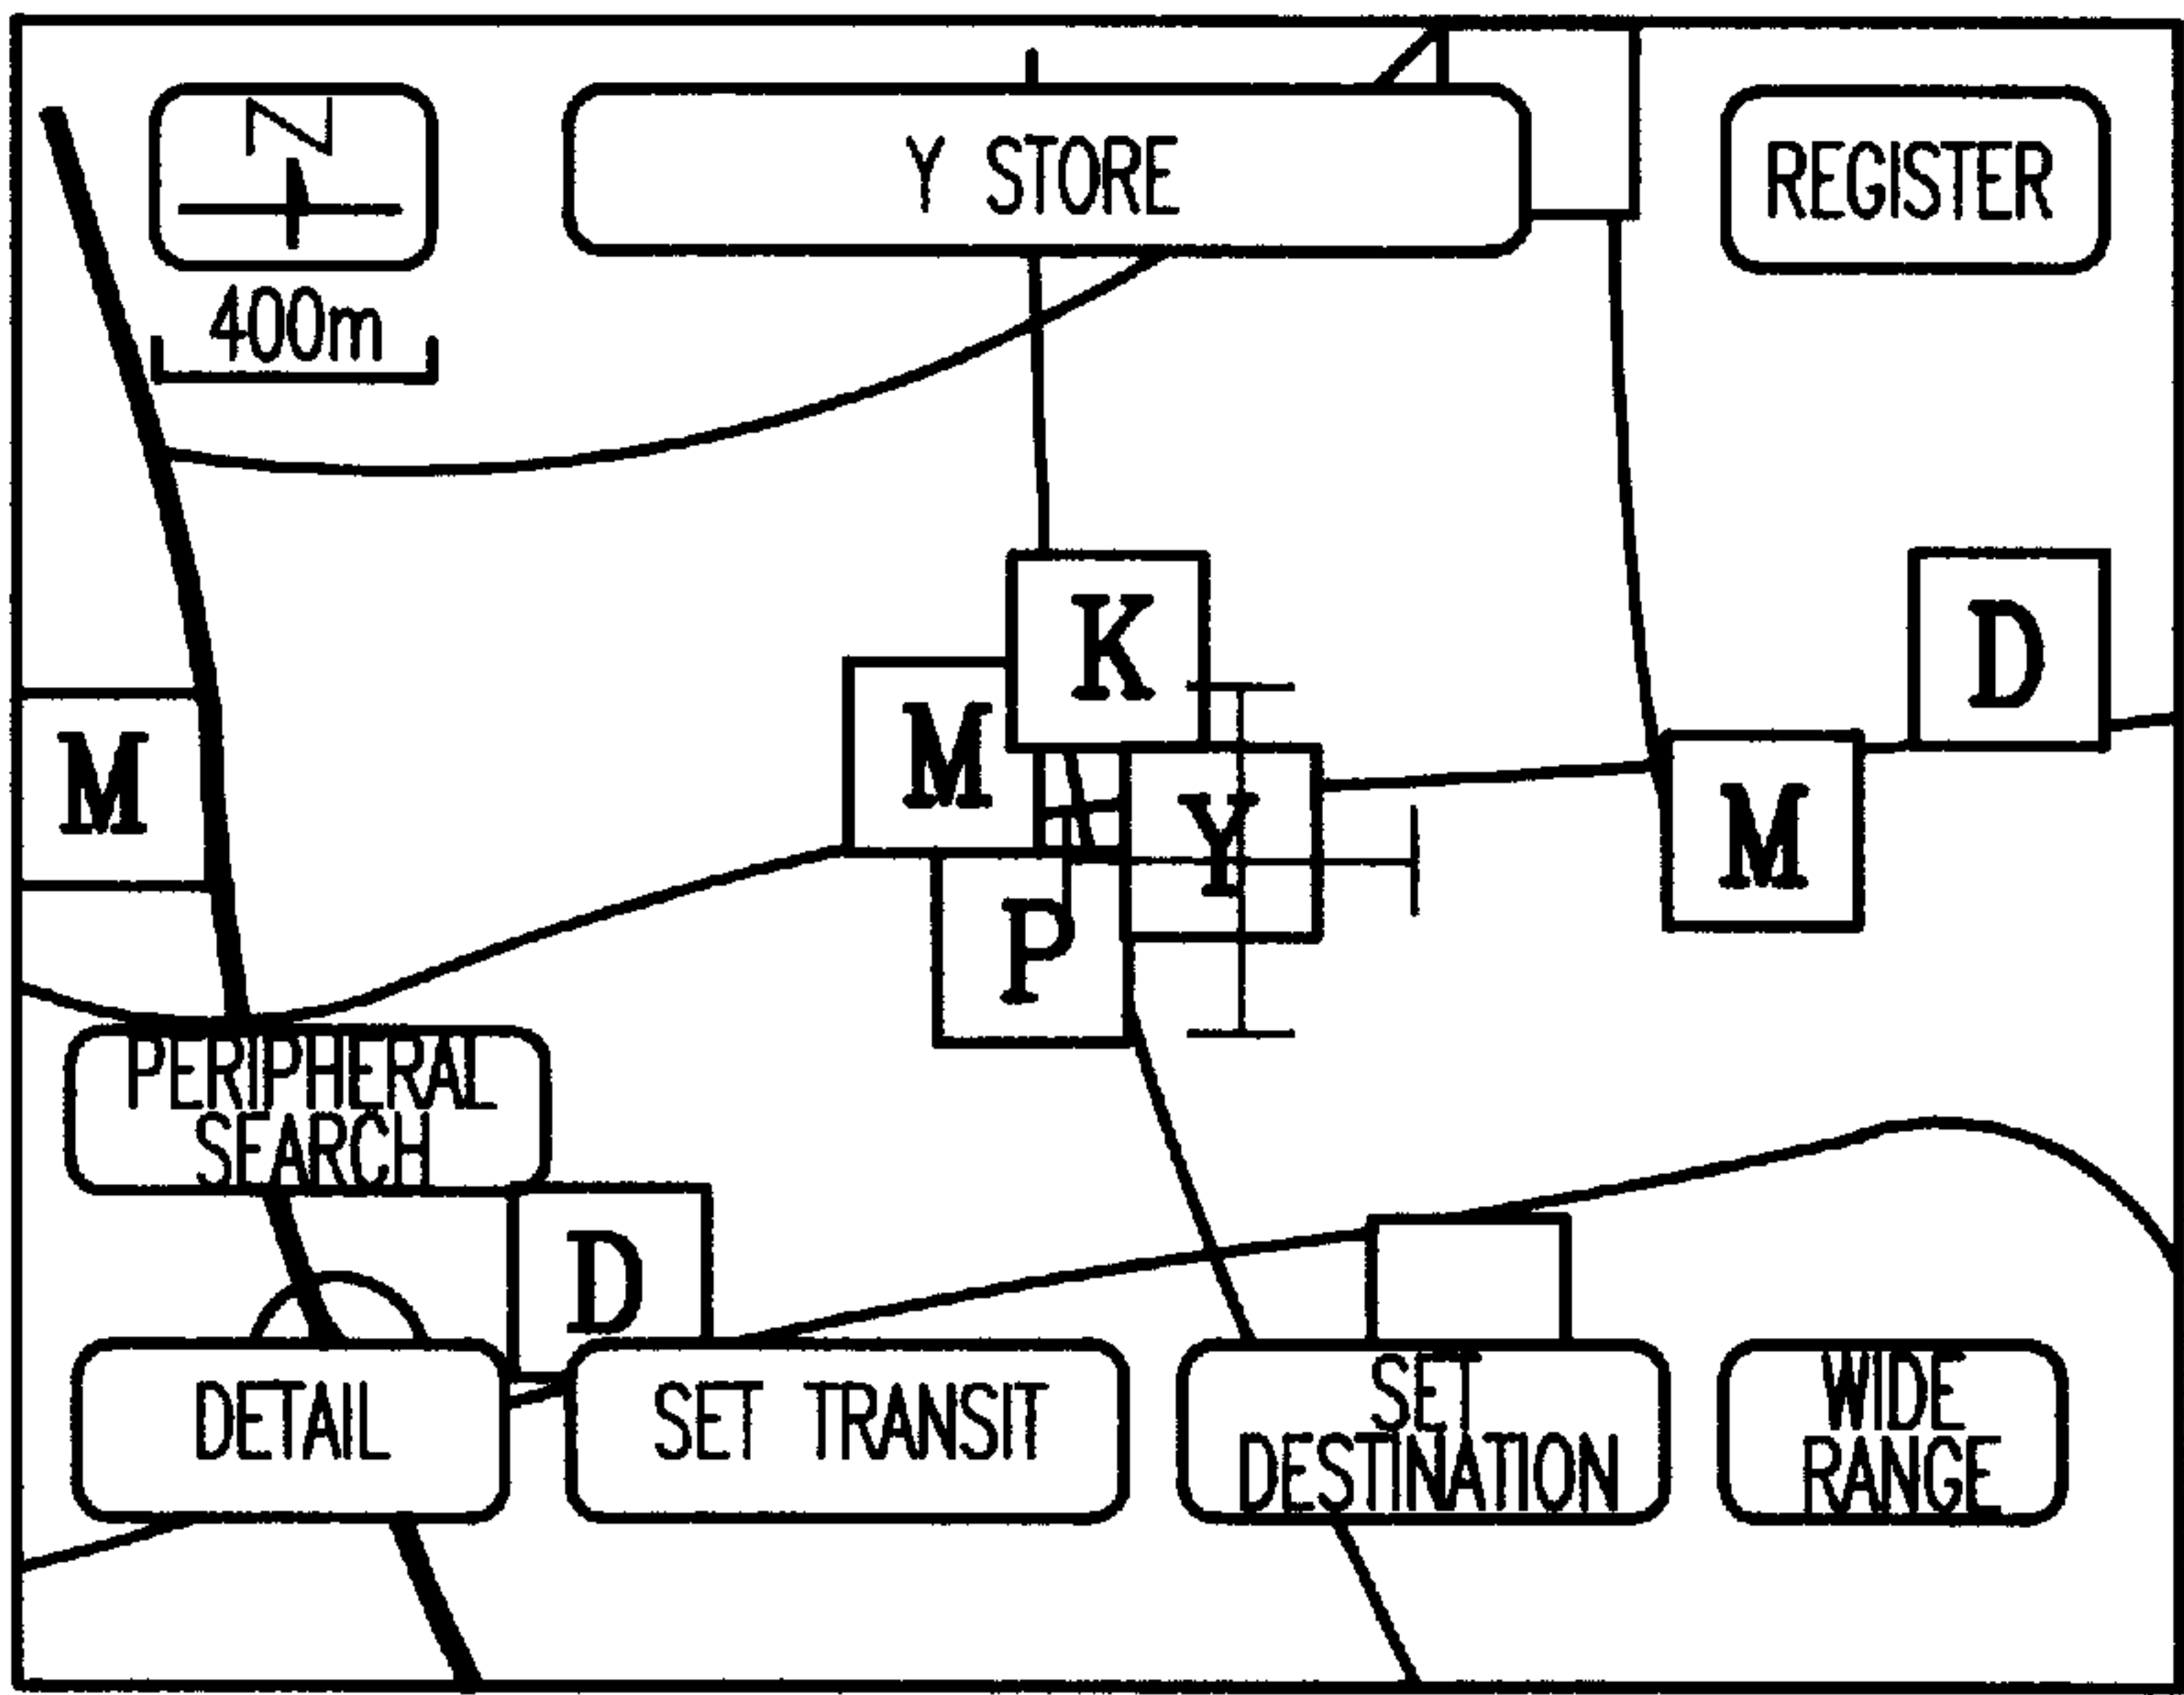 N
Y STORE
REGISTER
400m
K
D
M
M
Y
M
P
PERIPHERAL
SEARCH
D
DETAIL
SET TRANSIT
SET
DESTINATION
WIDE
RANGE